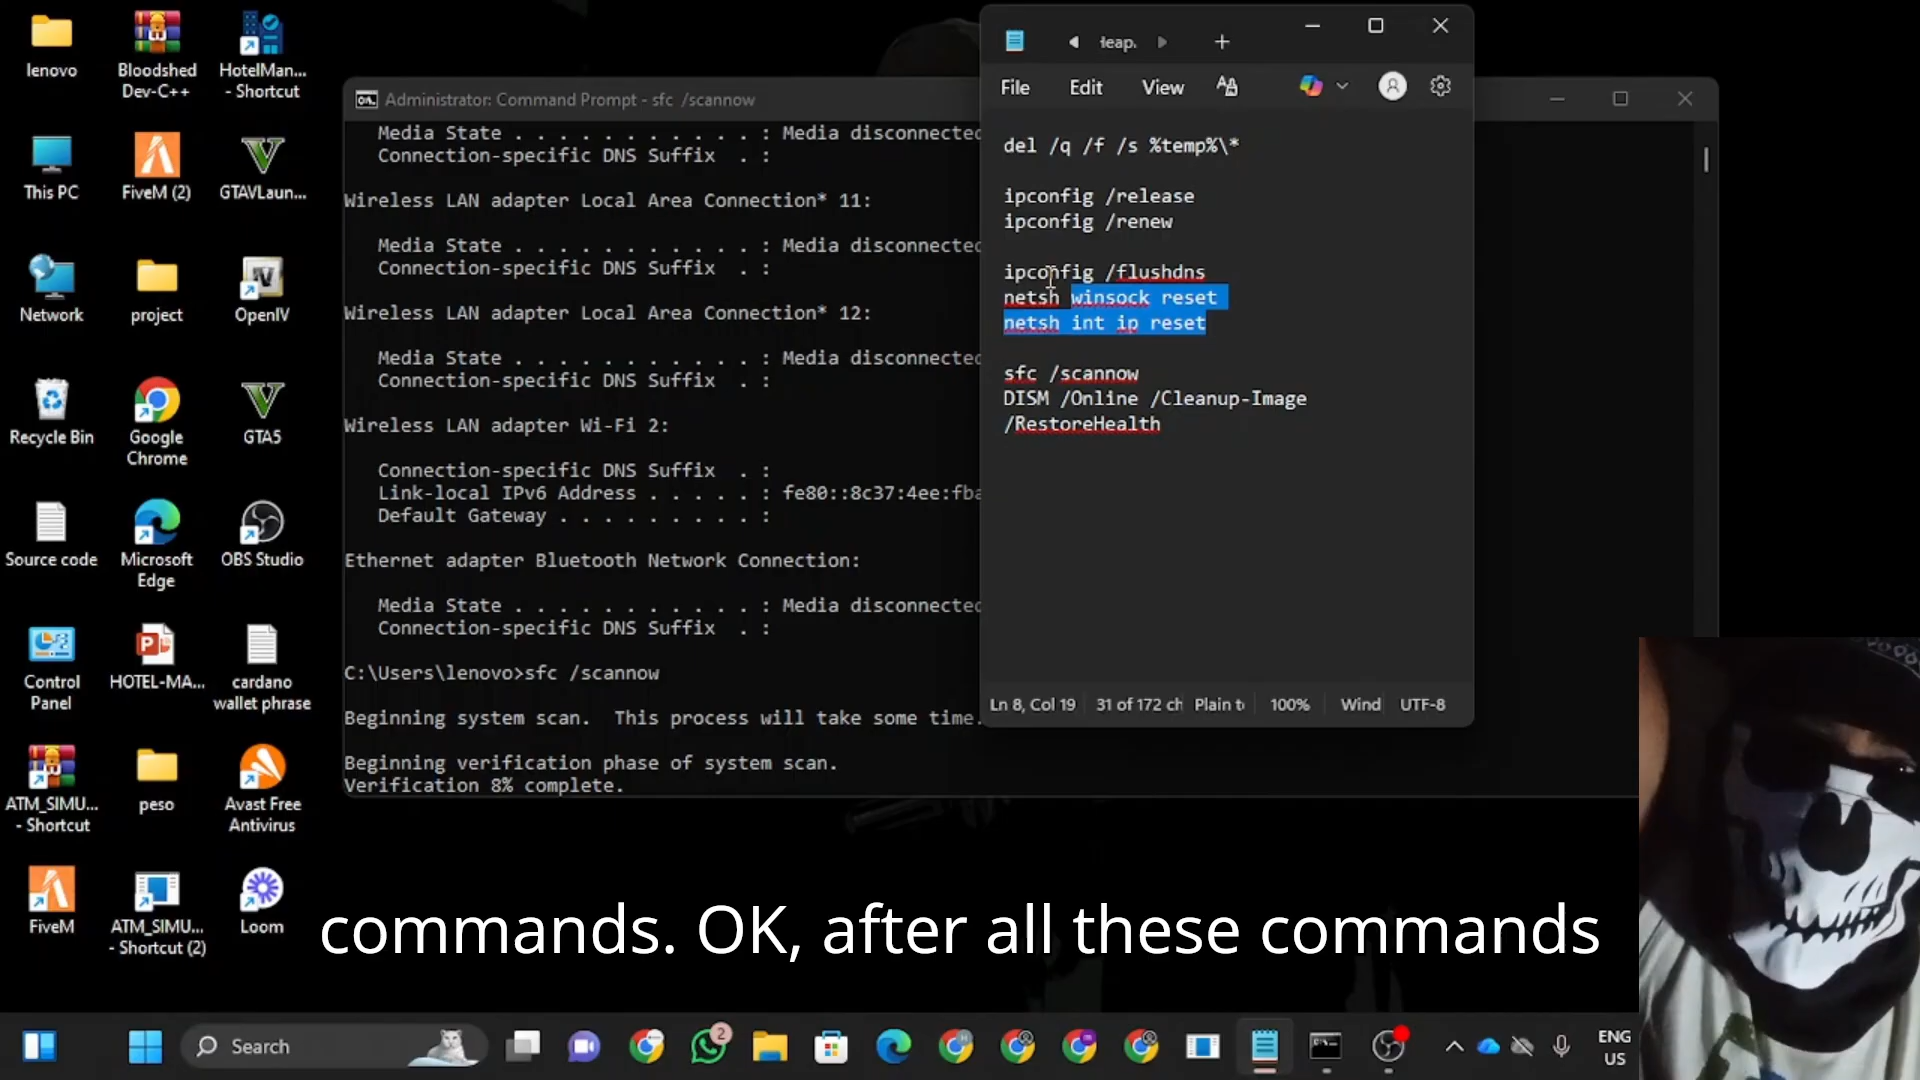 lenovo
Bloodshed
Dev-C++
HotelMan...
- Shortcut
This PC
FiveM (2)
GTAVLaun...
Network
project
OpenIV
Recycle Bin
Google
Chrome
GTA5
Source code
Microsoft
Edge
OBS Studio
Control
Panel
HOTEL-MA...
cardano
wallet phrase
ATM_SIMU...
- Shortcut
peso
Avast Free
Antivirus
FiveM
ATM_SIMU...
- Shortcut (2)
Loom
Administrator: Command Prompt - sfc  /scannow
Media State . . . . . . . . . . . : Media disconnected
Connection-specific DNS Suffix  . :
Wireless LAN adapter Local Area Connection* 11:
Media State . . . . . . . . . . . : Media disconnected
Connection-specific DNS Suffix  . :
Wireless LAN adapter Local Area Connection* 12:
Media State . . . . . . . . . . . : Media disconnected
Connection-specific DNS Suffix  . :
Wireless LAN adapter Wi-Fi 2:
Connection-specific DNS Suffix  . :
Link-local IPv6 Address . . . . . : fe80::8c37:4ee:fba
Default Gateway . . . . . . . . . :
Ethernet adapter Bluetooth Network Connection:
Media State . . . . . . . . . . . : Media disconnected
Connection-specific DNS Suffix  . :
C:\Users\lenovo>sfc /scannow
Beginning system scan.  This process will take some time.
Beginning verification phase of system scan.
Verification 8% complete.
leap.
File Edit View
del /q /f /s %temp%\*
ipconfig /release
ipconfig /renew
ipconfig /flushdns
netsh winsock reset
netsh int ip reset
sfc /scannow
DISM /Online /Cleanup-Image
/RestoreHealth
Ln 8, Col 19 31 of 172 ch Plain t 100% Wind UTF-8
commands. OK, after all these commands
Search
2
ENG
US